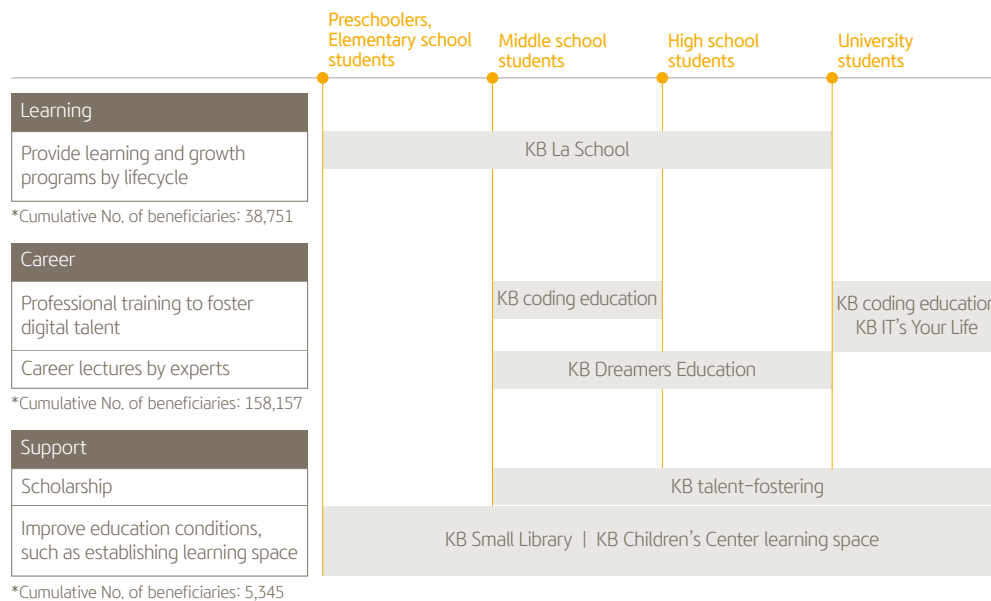 Preschoolers,
Elementary school
students
Middle school
students
High school
students
University
students
Learning
Provide learning and growth
programs by lifecycle
KB La School
*Cumulative No. of beneficiaries: 38,751
Career
Professional training to foster
digital talent
KB coding education
KB coding education
KB IT's Your Life
Career lectures by experts
KB Dreamers Education
*Cumulative No. of beneficiaries: 158,157
Support
Scholarship
KB talent-fostering
Improve education conditions,
such as establishing learning space
KB Small Library | KB Children's Center learning space
*Cumulative No. of beneficiaries: 5,345